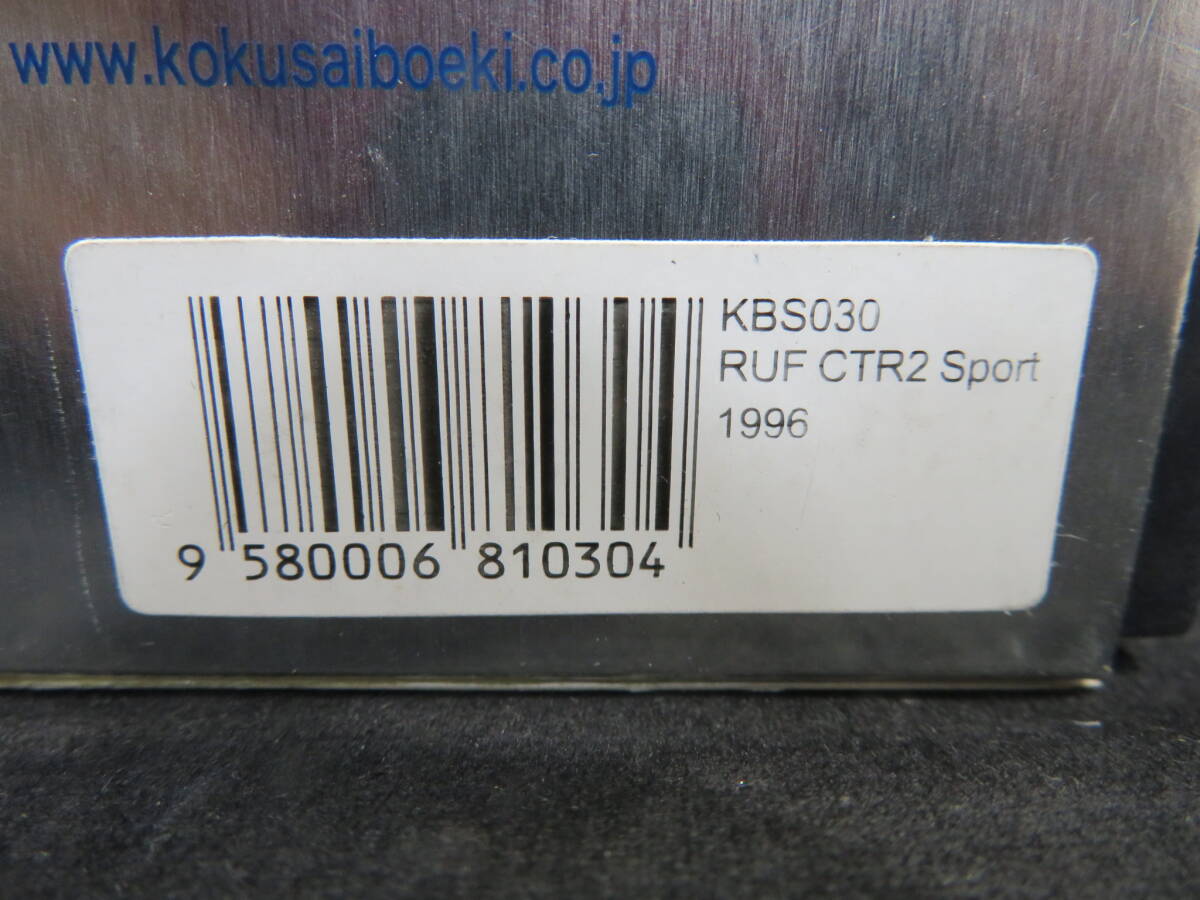 www.kokusaiboeki.co.jp
KBS030
RUF CTR2 Sport
1996
9 580006 810304